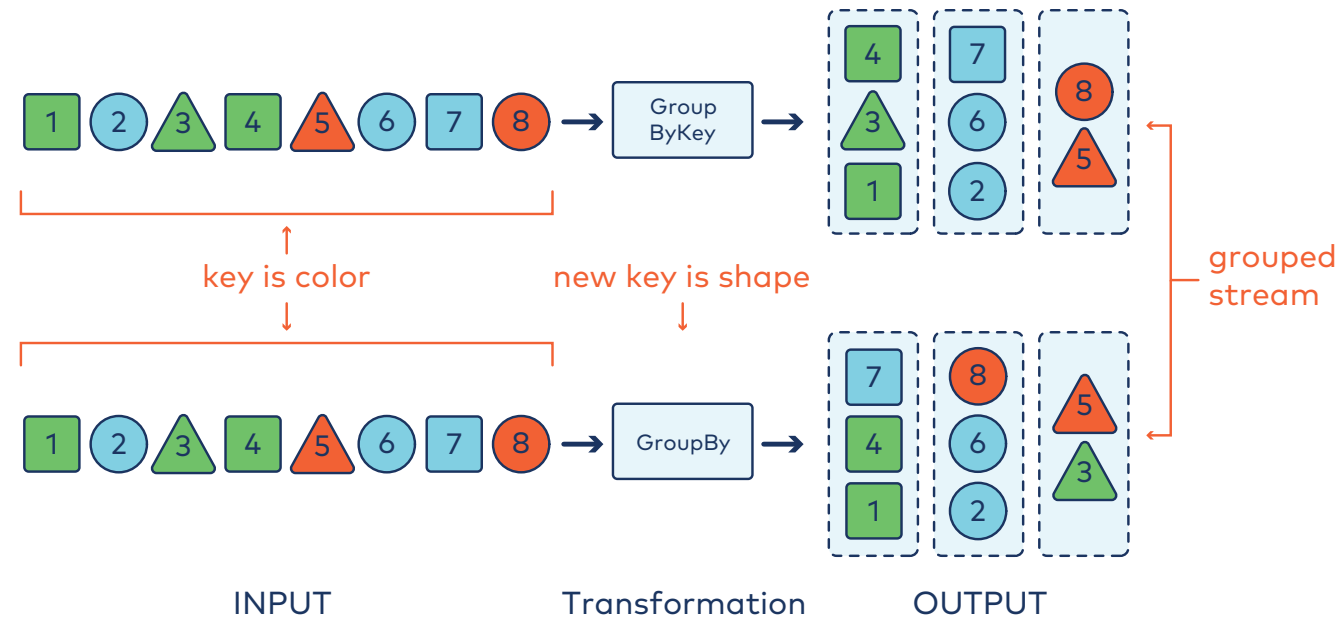 1 2 3 4 5 6 7 8
Group
ByKey
4 7
8
3 6
5
1 2
key is color
new key is shape
grouped
stream
1 2 3 4 5 6 7 8
GroupBy
7 8
5
4 6
3
1 2
INPUT
Transformation
OUTPUT